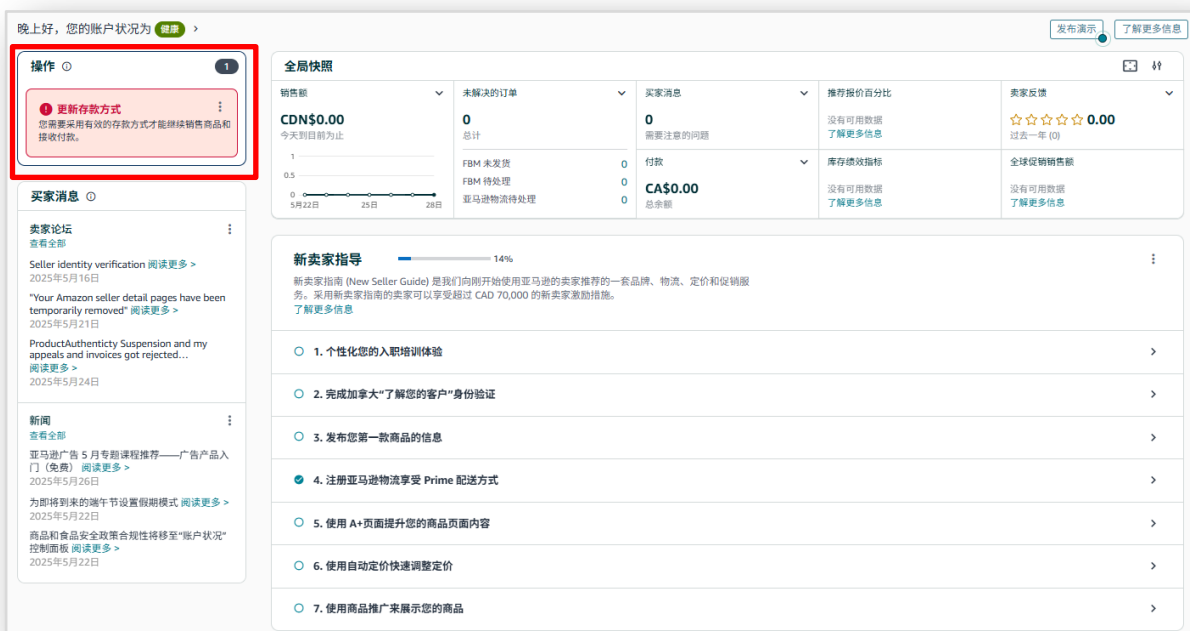 晚上好，您的账户状况为 健康 >
发布演示
了解更多信息
操作
1
更新存款方式
您需要采用有效的存款方式才能继续销售商品和
接收付款。
买家消息
卖家论坛
查看全部
Seller identity verification 阅读更多 >
2025年5月16日
"Your Amazon seller detail pages have been
temporarily removed" 阅读更多 >
2025年5月21日
ProductAuthenticty Suspension and my
appeals and invoices got rejected...
阅读更多 >
2025年5月24日
新闻
查看全部
亚马逊广告 5 月专题课程推荐——广告产品入
门（免费） 阅读更多 >
2025年5月26日
为即将到来的端午节设置假期模式 阅读更多 >
2025年5月22日
商品和食品安全政策合规性将移至“账户状况”
控制面板 阅读更多 >
2025年5月22日
全局快照
销售额
CDN$0.00
今天到目前为止
1
0.5
0
5月22日
25日
28日
未解决的订单
0
总计
FBM 未发货 0
FBM 待处理 0
亚马逊物流待处理 0
买家消息
0
需要注意的问题
付款
CA$0.00
总余额
推荐报价百分比
没有可用数据
了解更多信息
库存绩效指标
没有可用数据
了解更多信息
卖家反馈
0.00
过去一年 (0)
全球促销销售额
没有可用数据
了解更多信息
新卖家指导
14%
新卖家指南 (New Seller Guide) 是我们向刚开始使用亚马逊的卖家推荐的一套品牌、物流、定价和促销服
务。采用新卖家指南的卖家可以享受超过 CAD 70,000 的新卖家激励措施。
了解更多信息
1. 个性化您的入职培训体验
2. 完成加拿大“了解您的客户”身份验证
3. 发布您第一款商品的信息
4. 注册亚马逊物流享受 Prime 配送方式
5. 使用 A+页面提升您的商品页面内容
6. 使用自动定价快速调整定价
7. 使用商品推广来展示您的商品